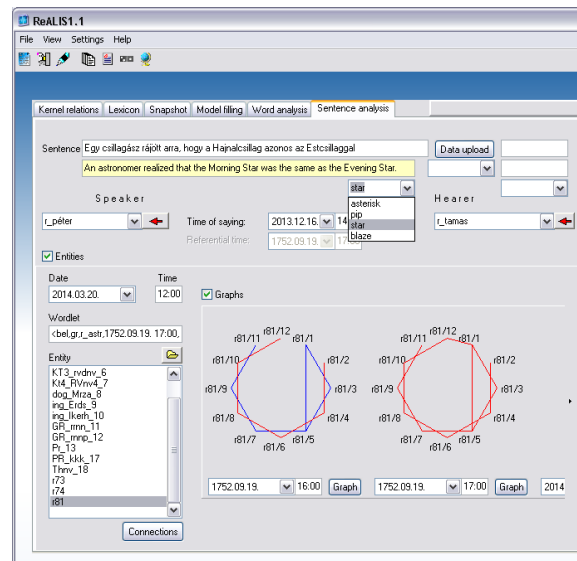 ReALIS1.1
File View Settings Help
Kernel relations Lexicon Snapshot Model filling Word analysis Sentence analysis
Sentence Egy csillagász rájött arra, hogy a Hajnalcsillag azonos az Estcsillaggal Data upload
An astronomer realized that the Morning Star was the same as the Evening Star.
star
Speaker Hearer
asterisk
pip
star
blaze
r_péter Time of saying: 2013.12.16. 14 r_tamas
Referential time: 1752.09.19. 17:00
Entities
Date Time
2014.03.20. 12:00 Graphs
Wordlet
<bel,gr,r_astr,1752.09.19. 17:00,
Entity
KT3_rvdnv_6
Kt4_RVnv4_7
dog_Mrza_8
ing_Erds_9
ing_Ikerh_10
GR_rmn_11
GR_rmnp_12
Pr_13
PR_kkk_17
Thnv_18
r73
r74
r81
Connections
r81/12
r81/11 r81/1
r81/10 r81/2
r81/9 r81/3
r81/8 r81/4
r81/7 r81/5
r81/6
1752.09.19. 16:00 Graph
r81/12
r81/11 r81/1
r81/10 r81/2
r81/9 r81/3
r81/8 r81/4
r81/7 r81/5
r81/6
1752.09.19. 17:00 Graph
2014